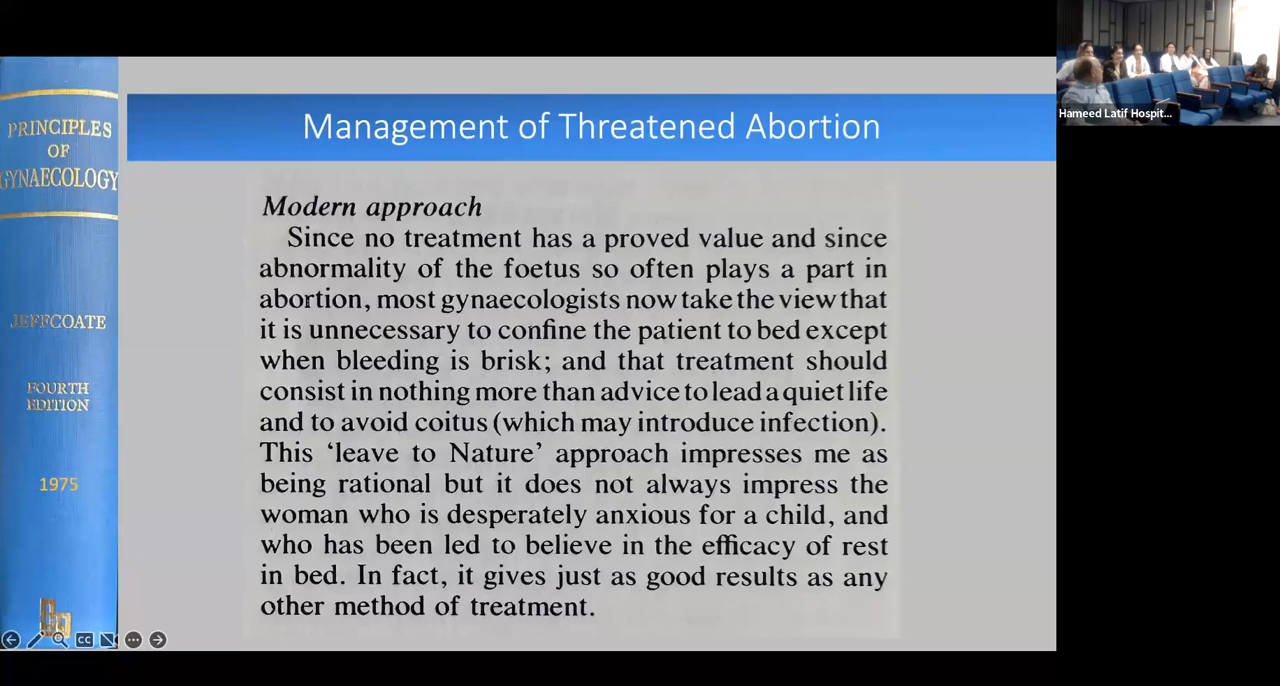 PRINCIPLES
OF
GYNAECOLOGY
JEFFCOATE
FOURTH
EDITION
1975
Management of Threatened Abortion
Modern approach
Since no treatment has a proved value and since
abnormality of the foetus so often plays a part in
abortion, most gynaecologists now take the view that
it is unnecessary to confine the patient to bed except
when bleeding is brisk; and that treatment should
consist in nothing more than advice to lead a quiet life
and to avoid coitus (which may introduce infection).
This ‘leave to Nature’ approach impresses me as
being rational but it does not always impress the
woman who is desperately anxious for a child, and
who has been led to believe in the efficacy of rest
in bed. In fact, it gives just as good results as any
other method of treatment.
CC
Hameed Latif Hospit...